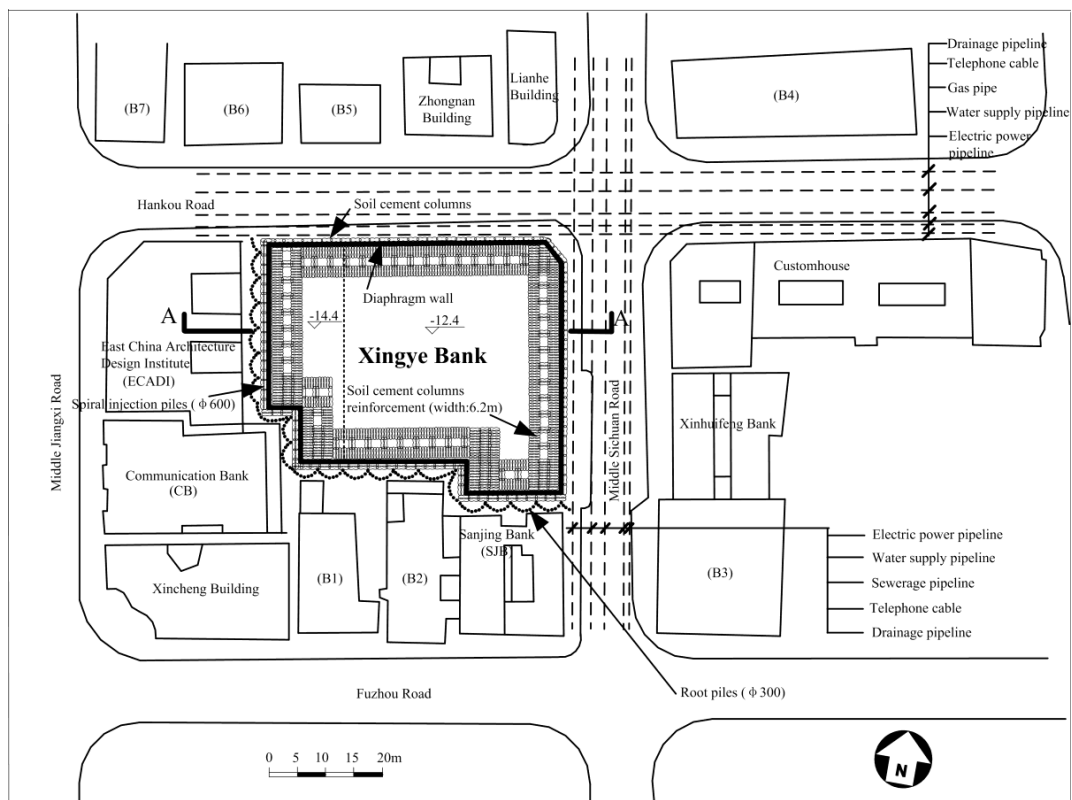 Drainage pipeline
Telephone cable
Gas pipe
Water supply pipeline
Electric power
pipeline
(B7)
(B6)
(B5)
Zhongnan
Building
Lianhe
Building
(B4)
Hankou Road
Soil cement columns
Diaphragm wall
Customhouse
A
A
-14.4
-12.4
East China Architecture
Design Institute
(ECADI)
Xingye Bank
Spiral injection piles (ϕ600)
Soil cement columns
reinforcement (width:6.2m)
Middle Jiangxi Road
Middle Sichuan Road
Xinhuifeng Bank
Communication Bank
(CB)
Sanjing Bank
(SJB)
Xincheng Building
(B1)
(B2)
(B3)
Electric power pipeline
Water supply pipeline
Sewerage pipeline
Telephone cable
Drainage pipeline
Fuzhou Road
Root piles (ϕ300)
0 5 10 15 20m
N